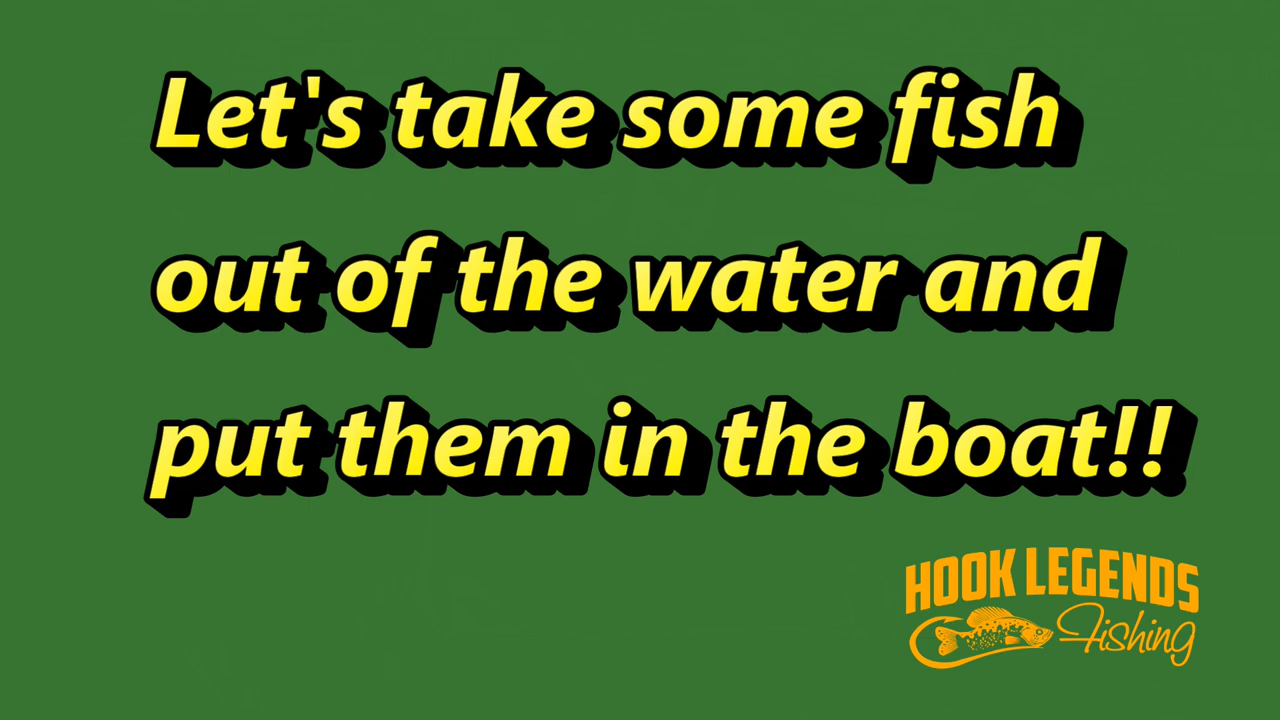 Let's take some fish
out of the water and
put them in the boat!!
HOOK LEGENDS
Fishing